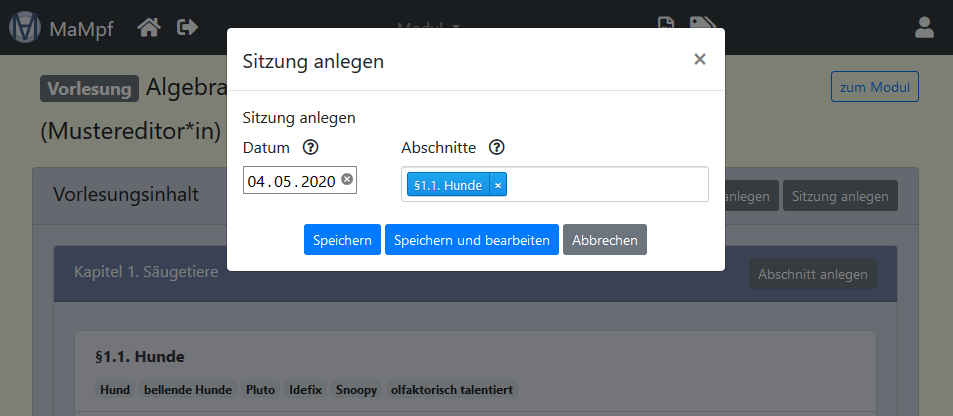 MaMpf Modul
Sitzung anlegen ×
Vorlesung Algebra zum Modul
(Mustereditor*in)
Sitzung anlegen
Datum ? Abschnitte ?
04.05.2020 §1.1. Hunde ×
Vorlesungsinhalt anlegen Sitzung anlegen
Speichern Speichern und bearbeiten Abbrechen
Kapitel 1. Säugetiere Abschnitt anlegen
§1.1. Hunde
Hund bellende Hunde Pluto Idefix Snoopy olfaktorisch talentiert